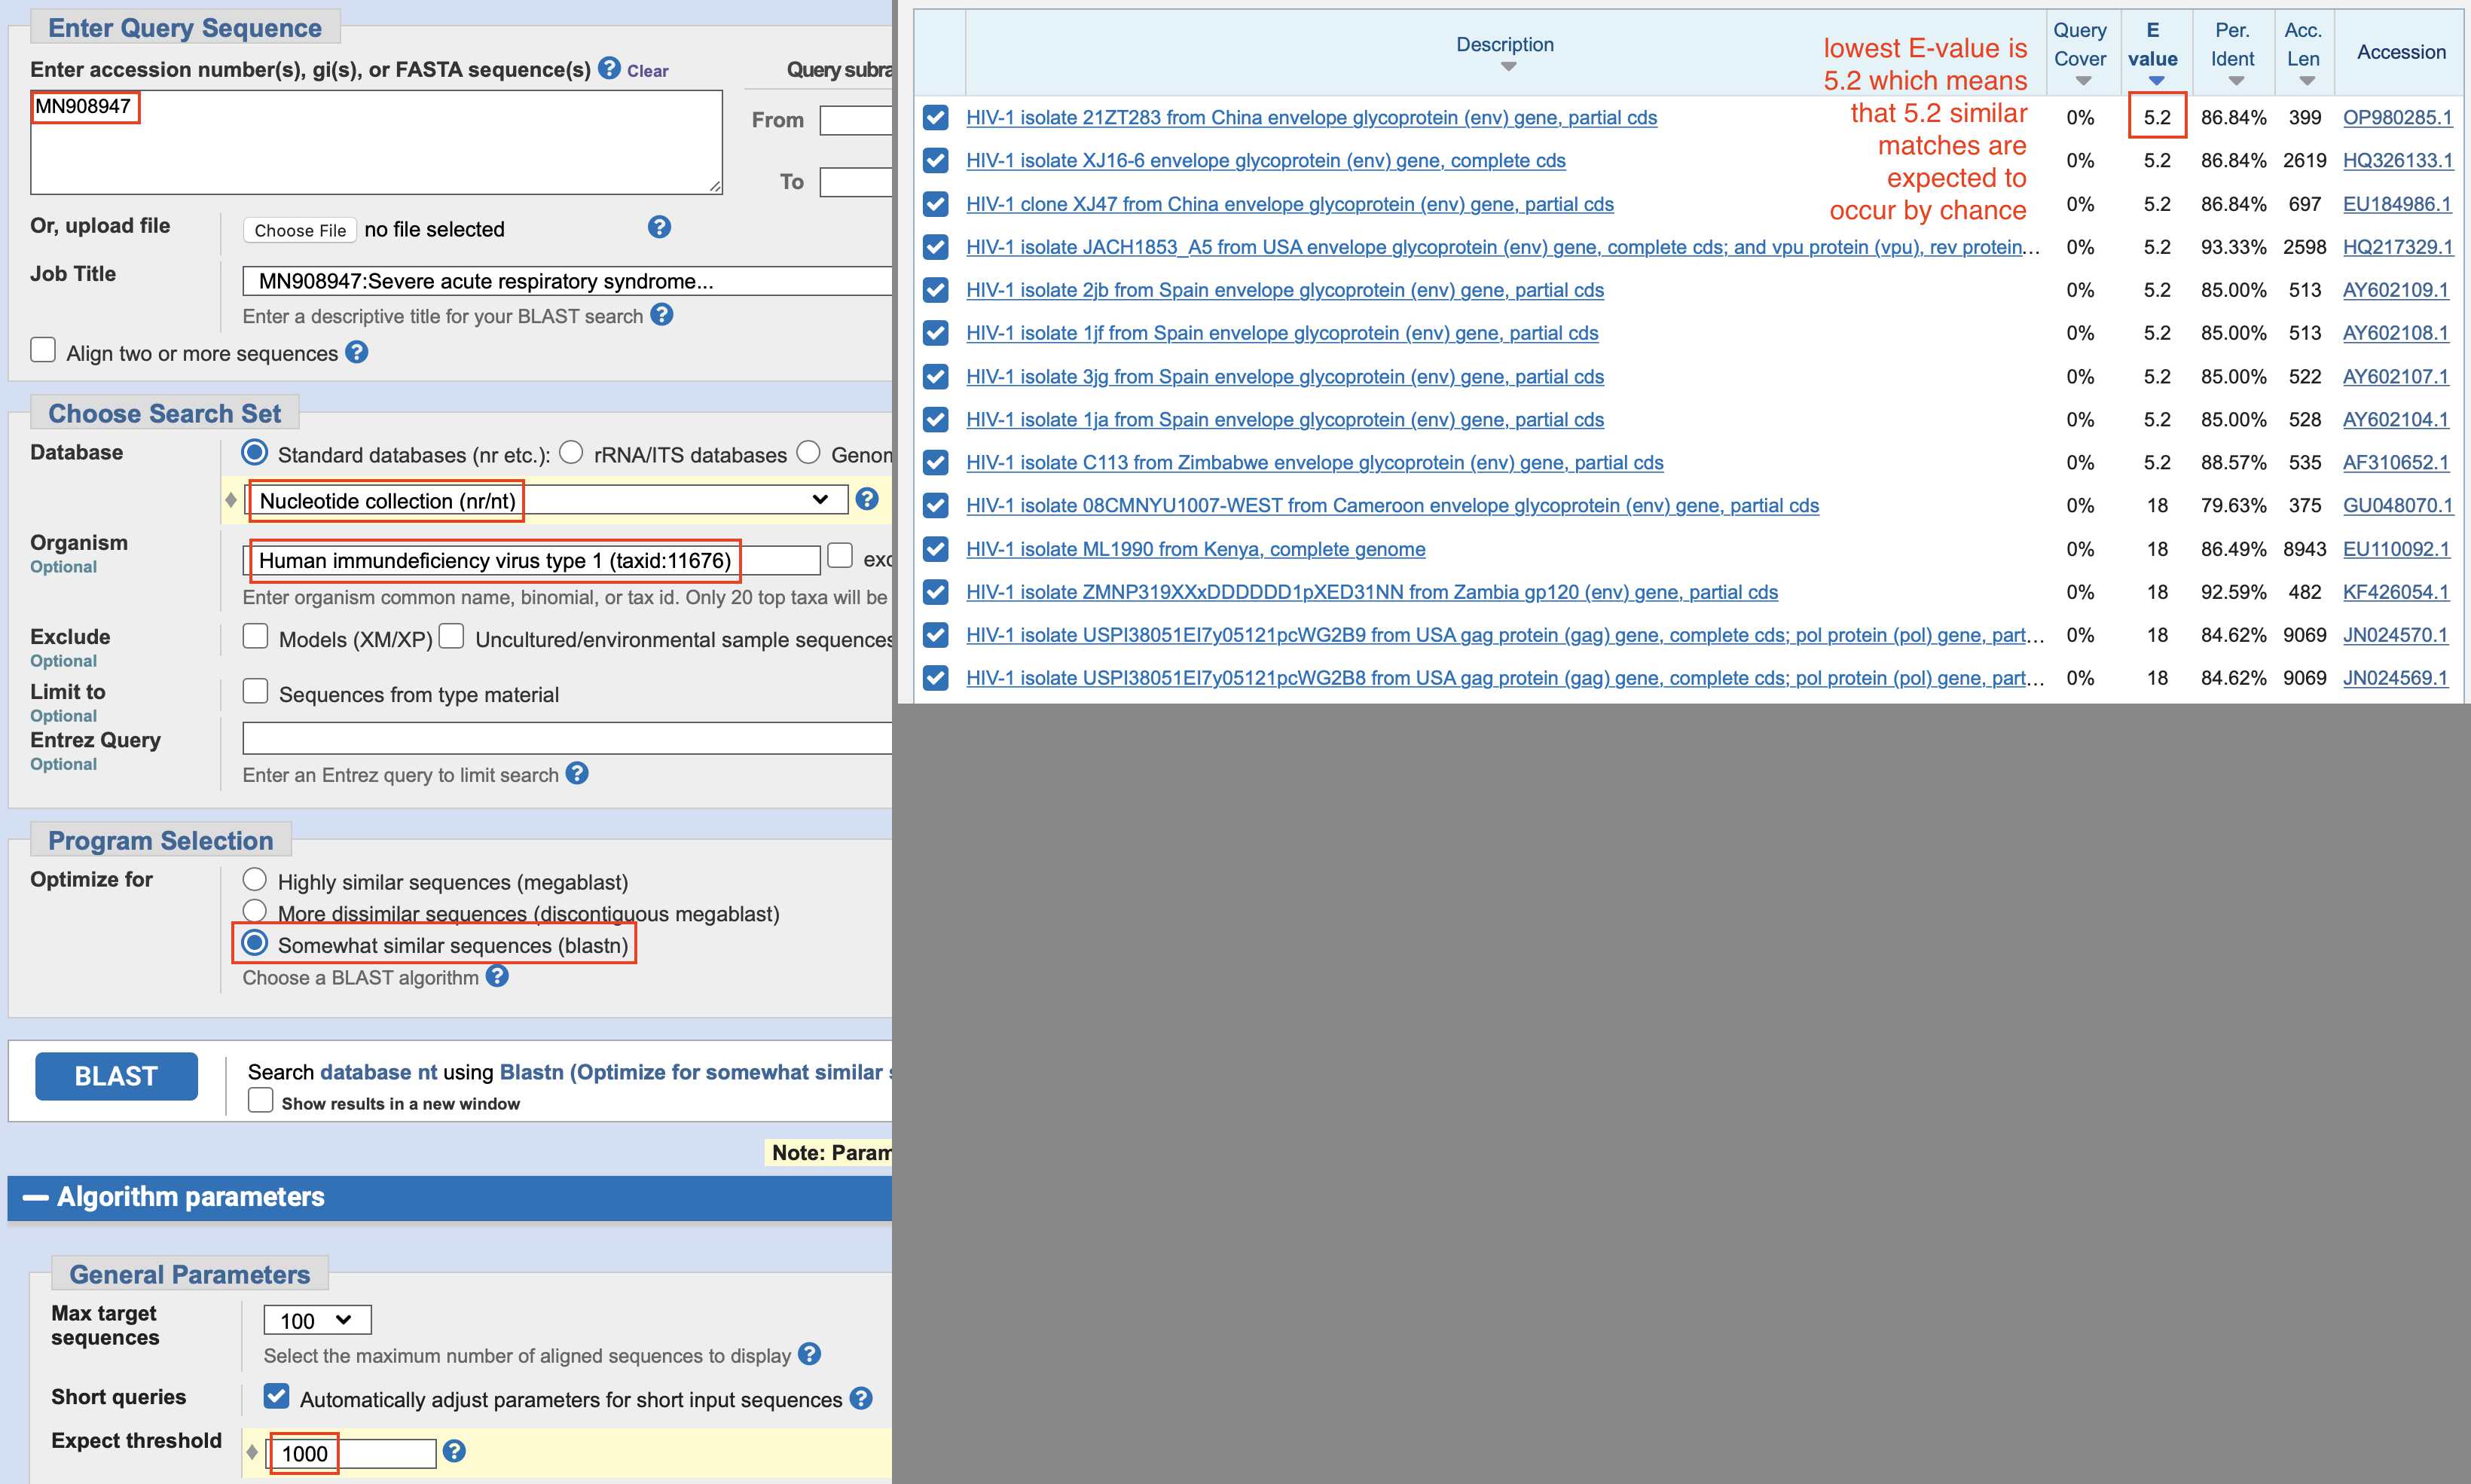 Enter Query Sequence
Enter accession number(s), gi(s), or FASTA sequence(s) ? Clear
Query subra
MN908947
From
To
Or, upload file
Choose File no file selected ?
Job Title
MN908947:Severe acute respiratory syndrome...
Enter a descriptive title for your BLAST search ?
Align two or more sequences ?
Choose Search Set
Database
Standard databases (nr etc.): rRNA/ITS databases Genom
Nucleotide collection (nr/nt) ?
Organism
Optional
Human immundeficiency virus type 1 (taxid:11676) exc
Enter organism common name, binomial, or tax id. Only 20 top taxa will be
Exclude
Optional
Models (XM/XP) Uncultured/environmental sample sequences
Limit to
Optional
Sequences from type material
Entrez Query
Optional
Enter an Entrez query to limit search ?
Program Selection
Optimize for
Highly similar sequences (megablast)
More dissimilar sequences (discontiguous megablast)
Somewhat similar sequences (blastn)
Choose a BLAST algorithm ?
BLAST
Search database nt using Blastn (Optimize for somewhat similar s
Show results in a new window
Note: Param
Algorithm parameters
General Parameters
Max target
sequences
100
Select the maximum number of aligned sequences to display ?
Short queries
Automatically adjust parameters for short input sequences ?
Expect threshold
1000 ?
Description
Query
Cover
E
value
Per.
Ident
Acc.
Len
Accession
lowest E-value is
5.2 which means
that 5.2 similar
matches are
expected to
occur by chance
HIV-1 isolate 21ZT283 from China envelope glycoprotein (env) gene, partial cds 0% 5.2 86.84% 399 OP980285.1
HIV-1 isolate XJ16-6 envelope glycoprotein (env) gene, complete cds 0% 5.2 86.84% 2619 HQ326133.1
HIV-1 clone XJ47 from China envelope glycoprotein (env) gene, partial cds 0% 5.2 86.84% 697 EU184986.1
HIV-1 isolate JACH1853_A5 from USA envelope glycoprotein (env) gene, complete cds; and vpu protein (vpu), rev protein... 0% 5.2 93.33% 2598 HQ217329.1
HIV-1 isolate 2jb from Spain envelope glycoprotein (env) gene, partial cds 0% 5.2 85.00% 513 AY602109.1
HIV-1 isolate 1jf from Spain envelope glycoprotein (env) gene, partial cds 0% 5.2 85.00% 513 AY602108.1
HIV-1 isolate 3jg from Spain envelope glycoprotein (env) gene, partial cds 0% 5.2 85.00% 522 AY602107.1
HIV-1 isolate 1ja from Spain envelope glycoprotein (env) gene, partial cds 0% 5.2 85.00% 528 AY602104.1
HIV-1 isolate C113 from Zimbabwe envelope glycoprotein (env) gene, partial cds 0% 5.2 88.57% 535 AF310652.1
HIV-1 isolate 08CMNYU1007-WEST from Cameroon envelope glycoprotein (env) gene, partial cds 0% 18 79.63% 375 GU048070.1
HIV-1 isolate ML1990 from Kenya, complete genome 0% 18 86.49% 8943 EU110092.1
HIV-1 isolate ZMNP319XXxDDDDDD1pXED31NN from Zambia gp120 (env) gene, partial cds 0% 18 92.59% 482 KF426054.1
HIV-1 isolate USPI38051EI7y05121pcWG2B9 from USA gag protein (gag) gene, complete cds; pol protein (pol) gene, part... 0% 18 84.62% 9069 JN024570.1
HIV-1 isolate USPI38051EI7y05121pcWG2B8 from USA gag protein (gag) gene, complete cds; pol protein (pol) gene, part... 0% 18 84.62% 9069 JN024569.1